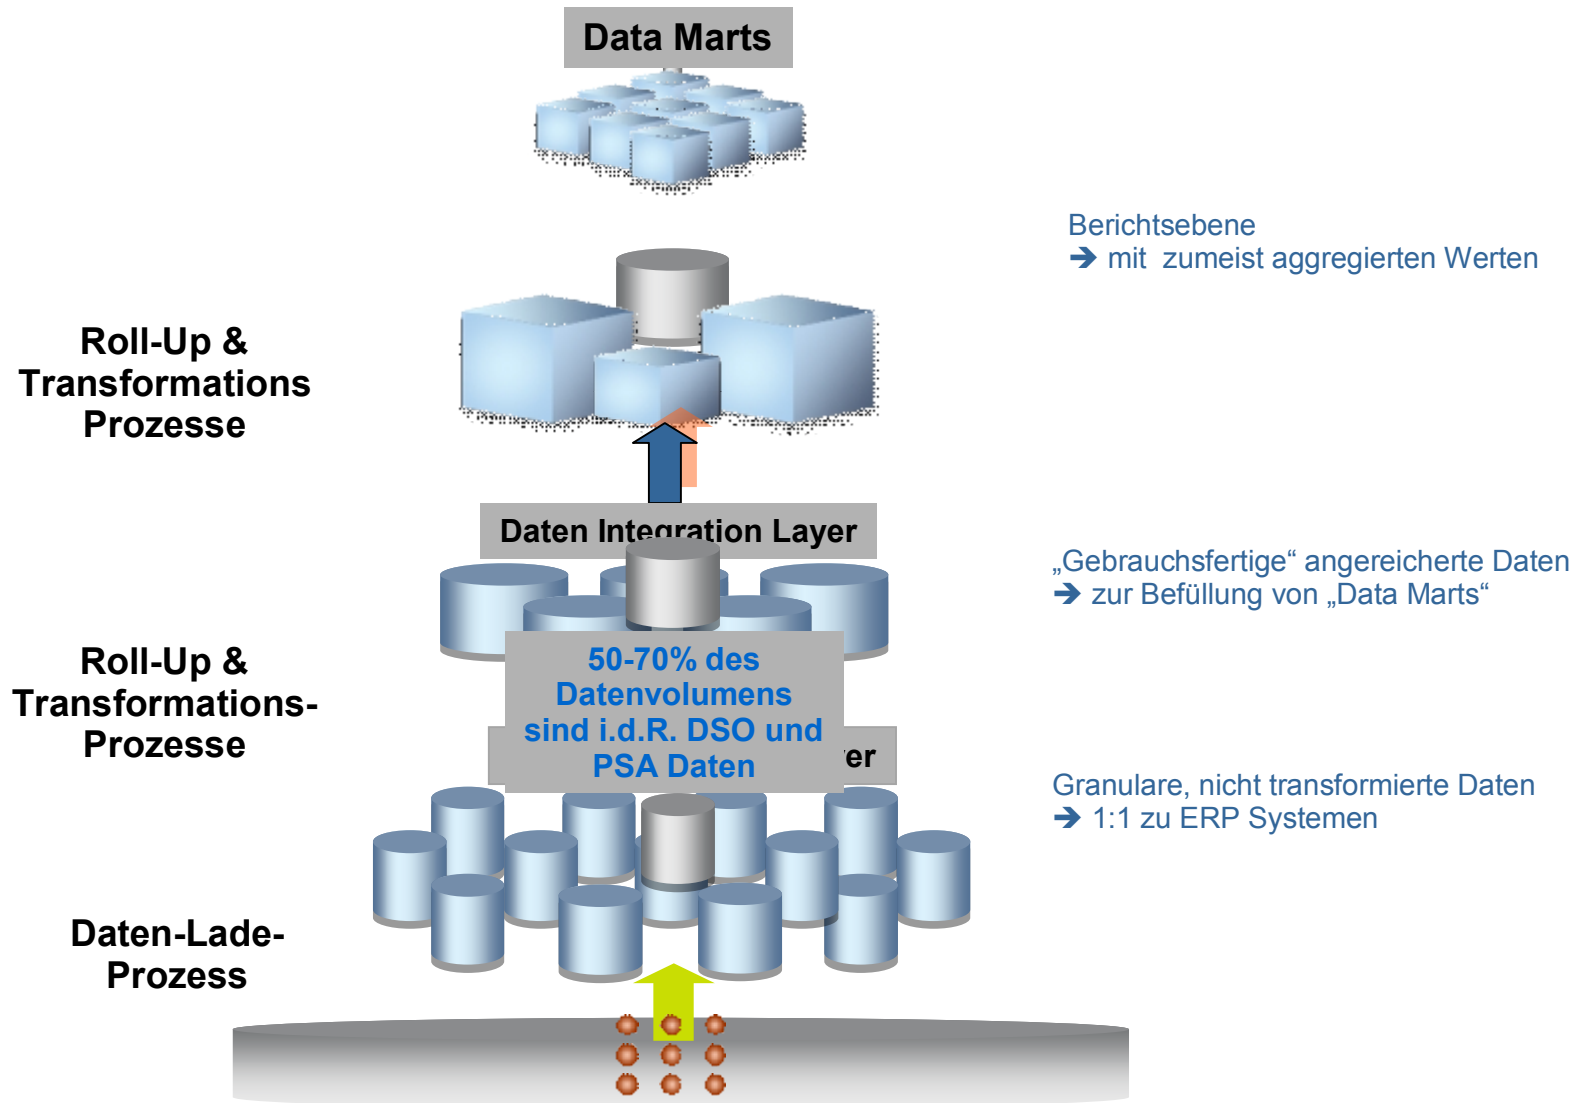 Data Marts
Berichtsebene
➔ mit zumeist aggregierten Werten
Roll-Up &
Transformations
Prozesse
Daten Integration Layer
„Gebrauchsfertige“ angereicherte Daten
➔ zur Befüllung von „Data Marts“
Roll-Up &
Transformations-
Prozesse
50-70% des
Datenvolumens
sind i.d.R. DSO und
PSA Daten
Granulare, nicht transformierte Daten
➔ 1:1 zu ERP Systemen
Daten-Lade-
Prozess